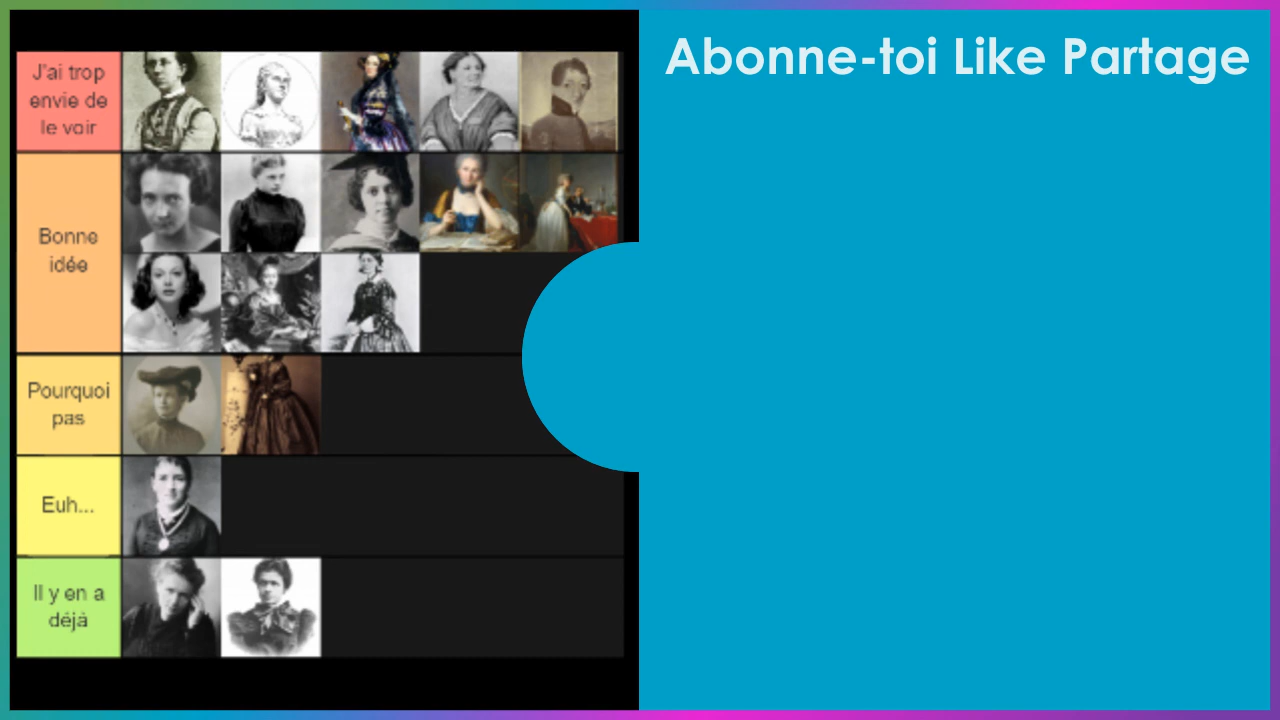 Abonne-toi Like Partage
J'ai trop
envie de
le voir
Bonne
idée
Pourquoi
pas
Euh...
Il y en a
déjà